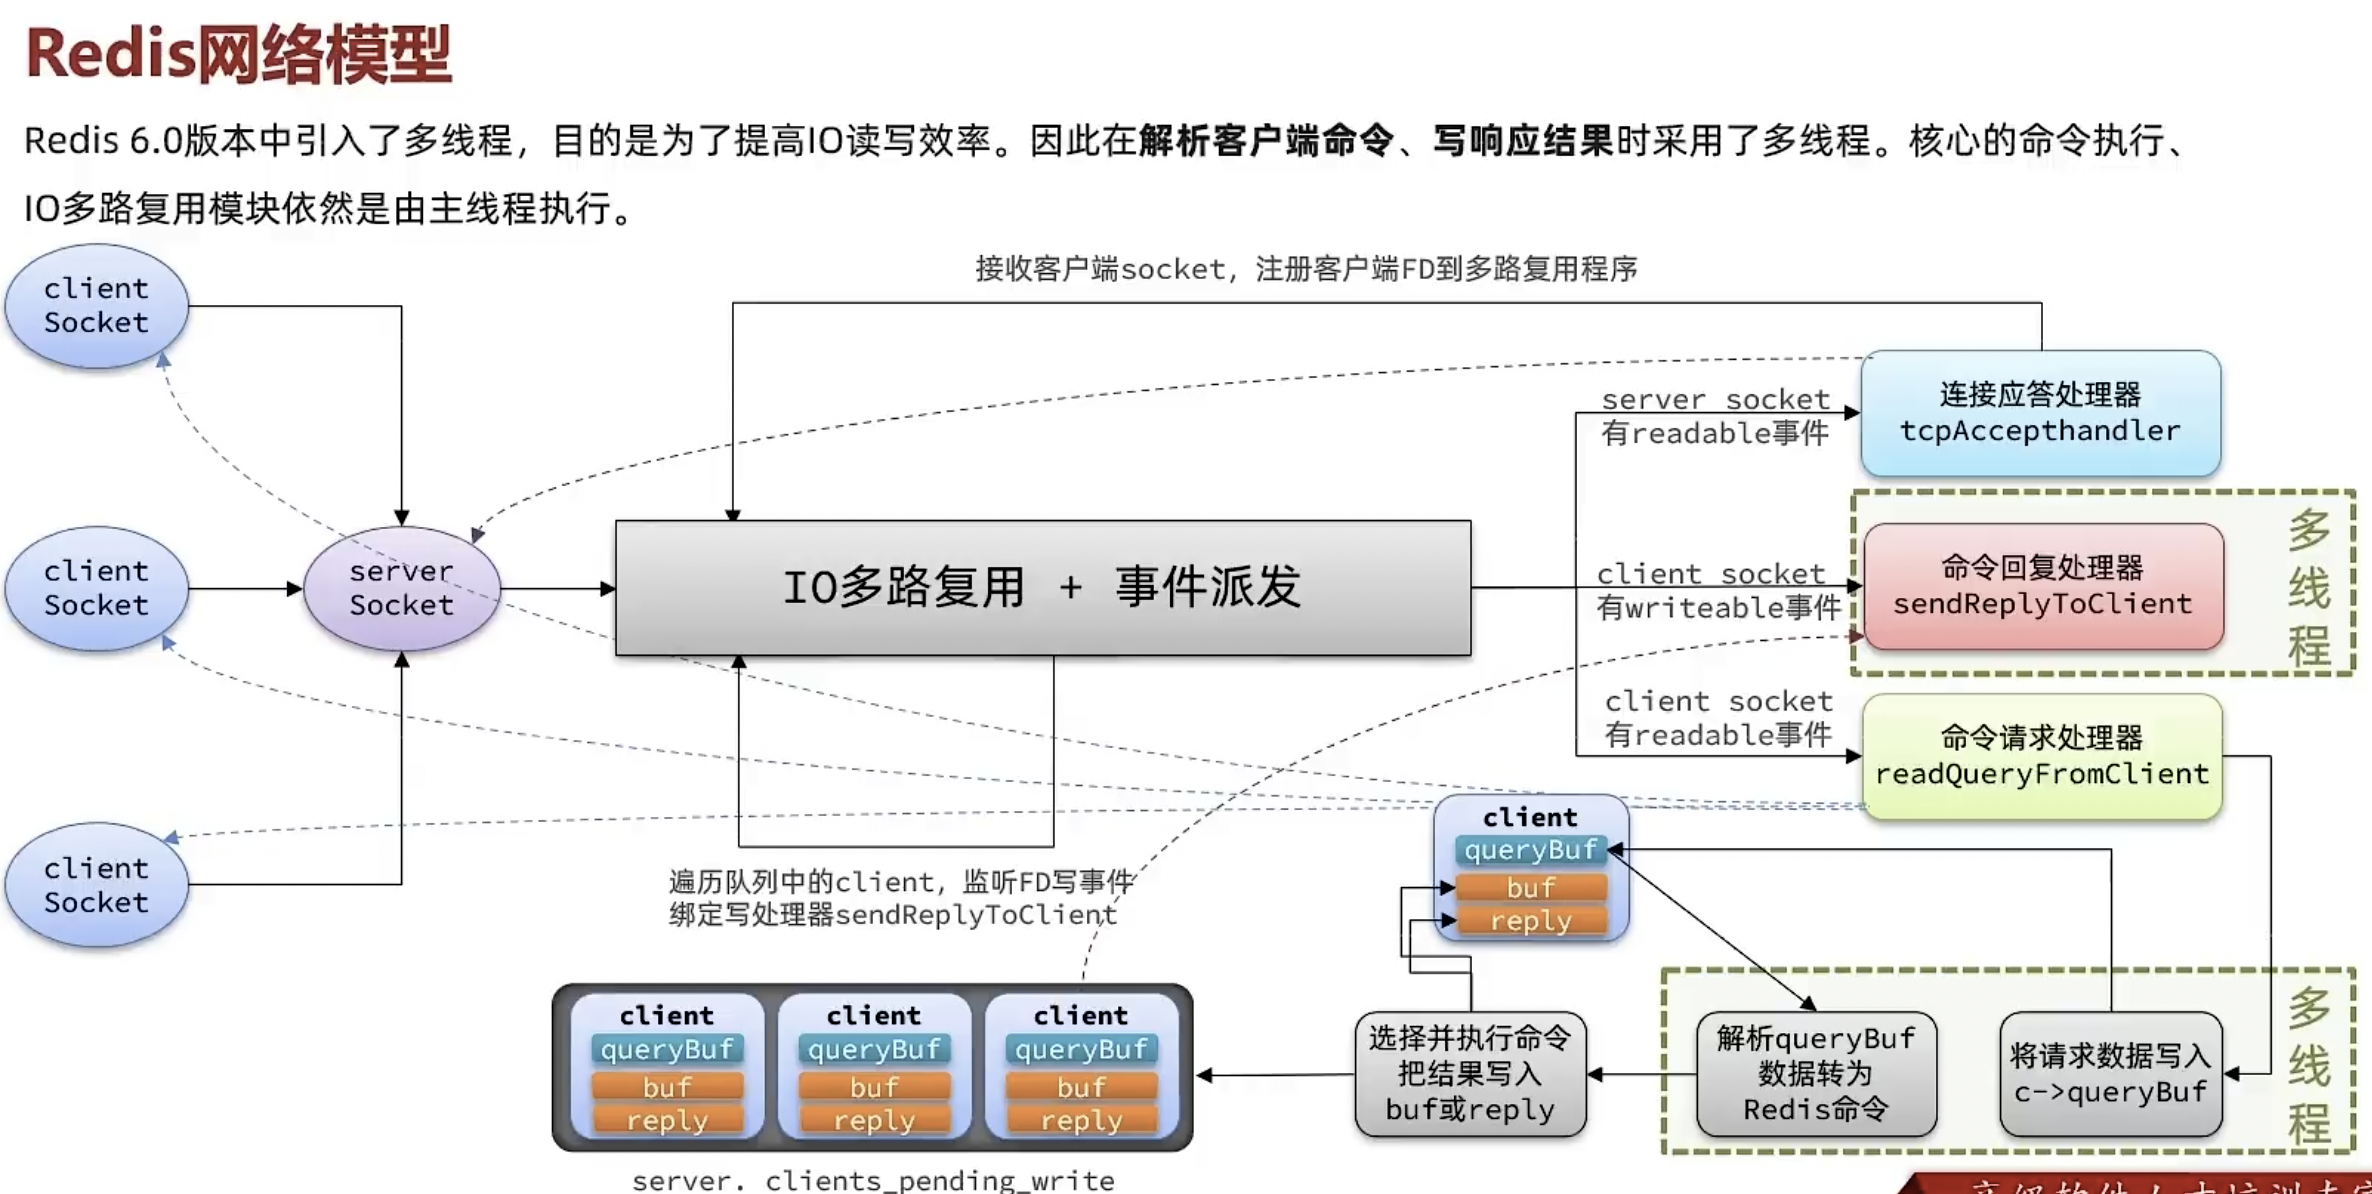 Redis网络模型
Redis 6.0版本中引入了多线程，目的是为了提高IO读写效率。因此在解析客户端命令、写响应结果时采用了多线程。核心的命令执行、
IO多路复用模块依然是由主线程执行。
接收客户端socket，注册客户端FD到多路复用程序
client
Socket
client
Socket
client
Socket
server
Socket
IO多路复用 + 事件派发
server socket
有readable事件
连接应答处理器
tcpAccepthandler
client socket
有writeable事件
命令回复处理器
sendReplyToClient
多
线
程
client socket
有readable事件
命令请求处理器
readQueryFromClient
遍历队列中的client，监听FD写事件
绑定写处理器sendReplyToClient
client
queryBuf
buf
reply
client
queryBuf
buf
reply
client
queryBuf
buf
reply
client
queryBuf
buf
reply
server. clients_pending_write
选择并执行命令
把结果写入
buf或reply
解析queryBuf
数据转为
Redis命令
将请求数据写入
c->queryBuf
多
线
程